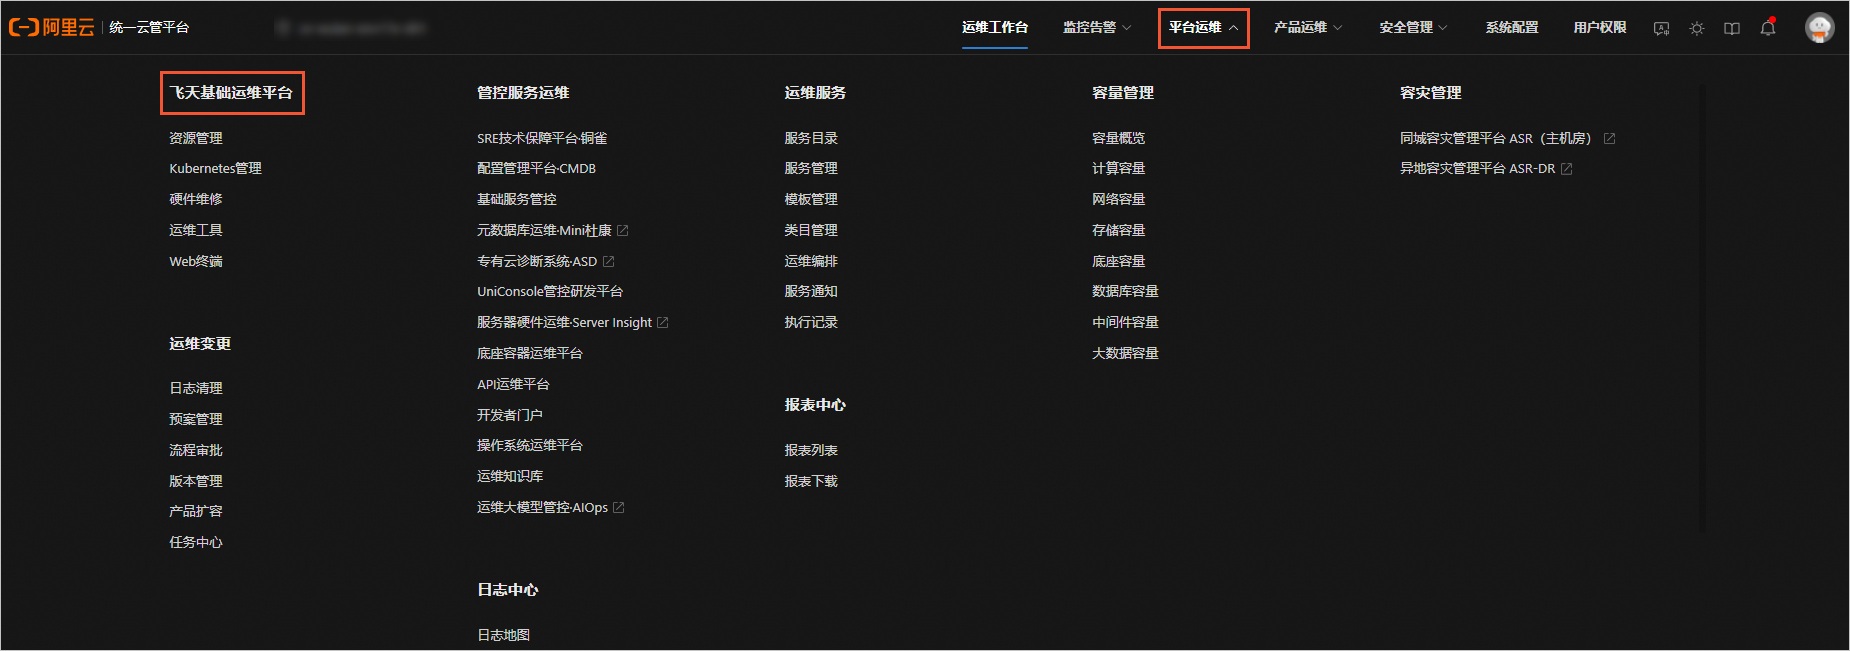 阿里云 统一云管平台
运维工作台 监控告警 平台运维 产品运维 安全管理 系统配置 用户权限
飞天基础运维平台
资源管理
Kubernetes管理
硬件维修
运维工具
Web终端
运维变更
日志清理
预案管理
流程审批
版本管理
产品扩容
任务中心
管控服务运维
SRE技术保障平台·铜雀
配置管理平台·CMDB
基础服务管控
元数据库运维·Mini杜康
专有云诊断系统·ASD
UniConsole管控研发平台
服务器硬件运维·Server Insight
底座容器运维平台
API运维平台
开发者门户
操作系统运维平台
运维知识库
运维大模型管控·AIOps
日志中心
日志地图
运维服务
服务目录
服务管理
模板管理
类目管理
运维编排
服务通知
执行记录
报表中心
报表列表
报表下载
容量管理
容量概览
计算容量
网络容量
存储容量
底座容量
数据库容量
中间件容量
大数据容量
容灾管理
同城容灾管理平台 ASR（主机房）
异地容灾管理平台 ASR-DR